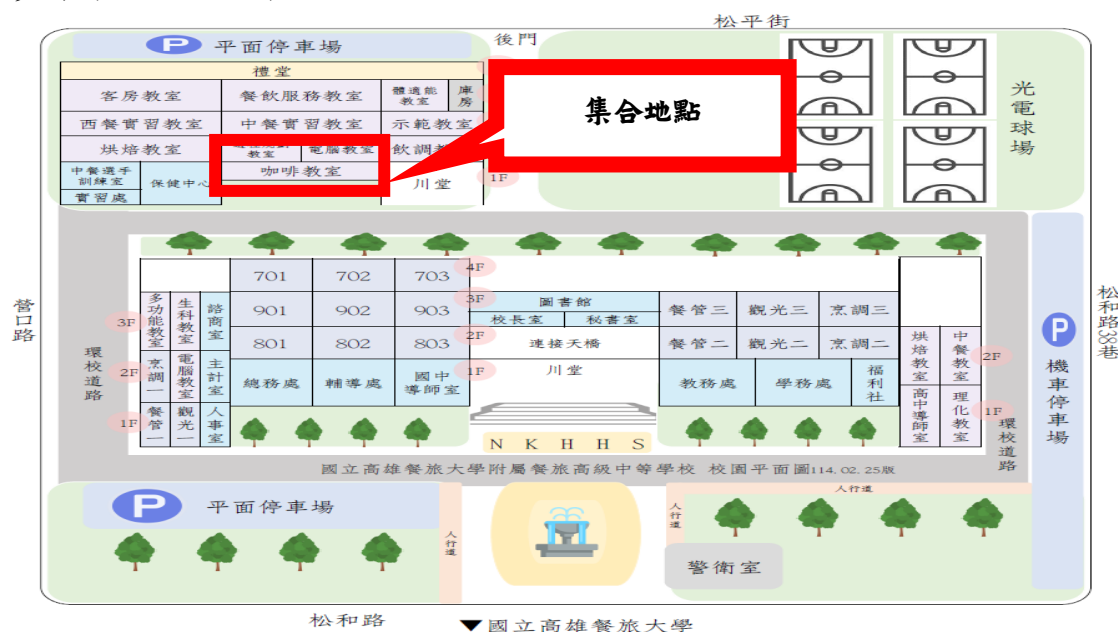 松平街
P 平面停車場
後門
禮堂
客房教室 餐飲服務教室 體適能教室 庫房
集合地點
光電球場
西餐實習教室 中餐實習教室 示範教室
烘焙教室 教室 電腦教室 飲調教
中餐選手訓練室 保健中心 咖啡教室 川堂 1F
實習處
營口路
松和路38巷
701 702 703 4F
多功能教室 生科教室 諮商室 3F
901 902 903 3F 圖書館 餐管三 觀光三 烹調三
校長室 秘書室
801 802 803 2F 連接天橋 餐管二 觀光二 烹調二
烘焙教室 中餐教室 2F
環校道路
2F 烹調一 電腦教室 主計室
總務處 輔導處 國中導師室 1F 川堂 教務處 學務處 福利社
1F 餐管一 觀光一 人事室
高中導師室 理化教室 1F
環校道路
P 機車停車場
NKHHS
國立高雄餐旅大學附屬餐旅高級中等學校 校園平面圖114.02.25版
人行道
P 平面停車場
人行道
人行道
警衛室
松和路
▼國立高雄餐旅大學